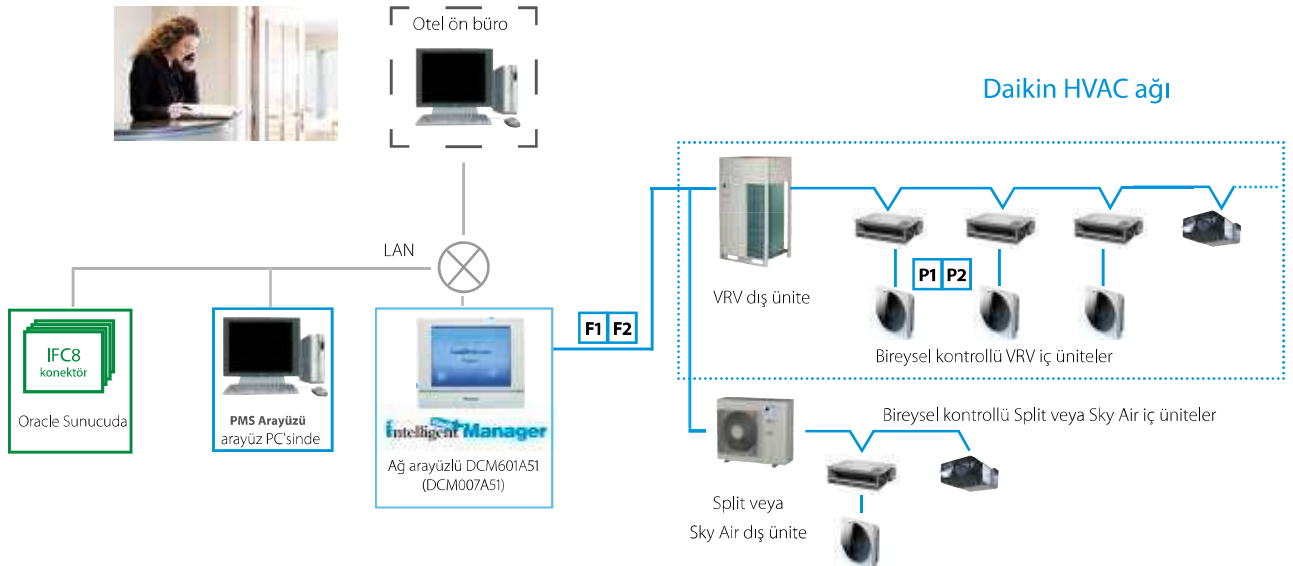 Otel ön büro
Daikin HVAC ağı
LAN
VRV dış ünite
P1 P2
F1 F2
Bireysel kontrollü VRV iç üniteler
IFC8
konektör
Oracle Sunucuda
PMS Arayüzü
arayüz PC'sinde
intelligent Manager
Ağ arayüzlü DCM601A51
(DCM007A51)
Bireysel kontrollü Split veya Sky Air iç üniteler
Split veya
Sky Air dış ünite